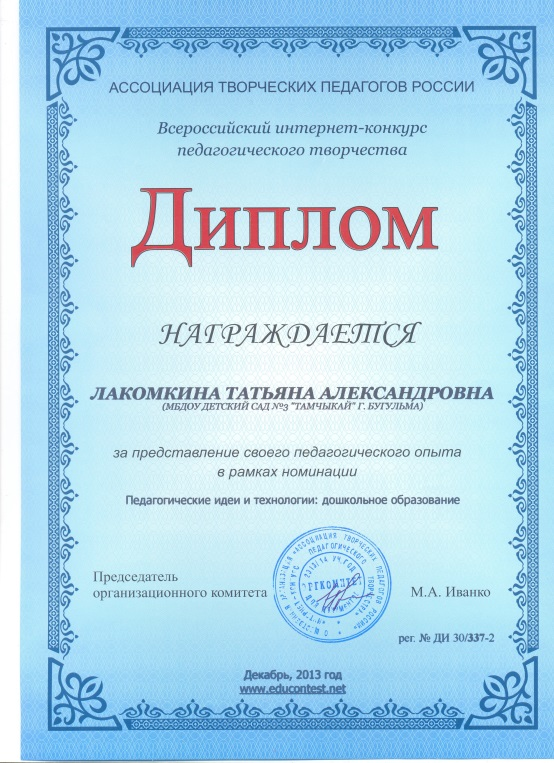 АССОЦИАЦИЯ ТВОРЧЕСКИХ ПЕДАГОГОВ РОССИИ
Всероссийский интернет-конкурс
педагогического творчества
Диплом
НАГРАЖДАЕТСЯ
ЛАКОМКИНА ТАТЬЯНА АЛЕКСАНДРОВНА
(МБДОУ ДЕТСКИЙ САД №3 "ТАМЧЫКАЙ" Г. БУГУЛЬМА)
за представление своего педагогического опыта
в рамках номинации
Педагогические идеи и технологии: дошкольное образование
Председатель
организационного комитета
М.А. Иванко
рег. № ДИ 30/337-2
Декабрь, 2013 год
www.educontest.net